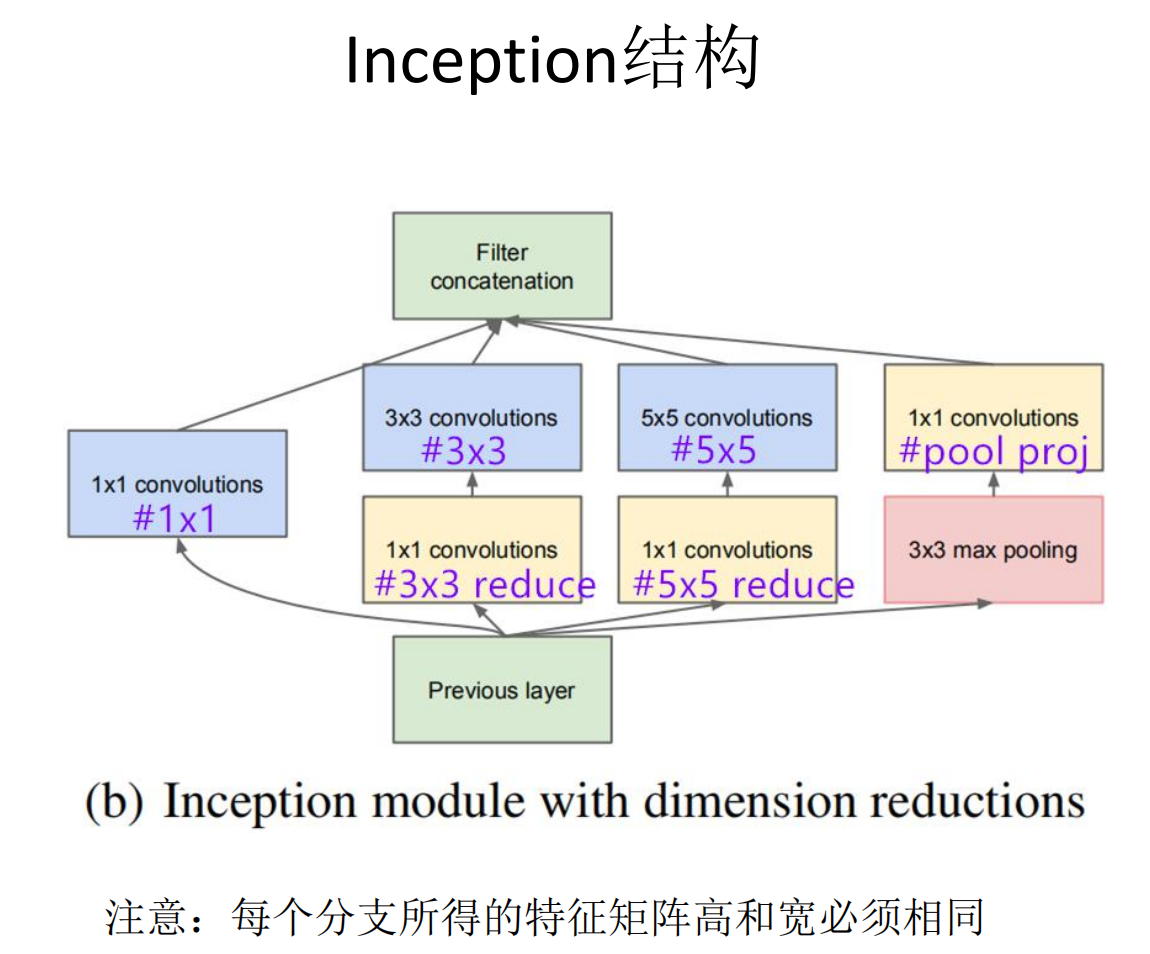 Inception结构
Filter
concatenation
3x3 convolutions
#3x3
5x5 convolutions
#5x5
1x1 convolutions
#pool proj
1x1 convolutions
#1x1
1x1 convolutions
#3x3 reduce
1x1 convolutions
#5x5 reduce
3x3 max pooling
Previous layer
(b) Inception module with dimension reductions
注意：每个分支所得的特征矩阵高和宽必须相同